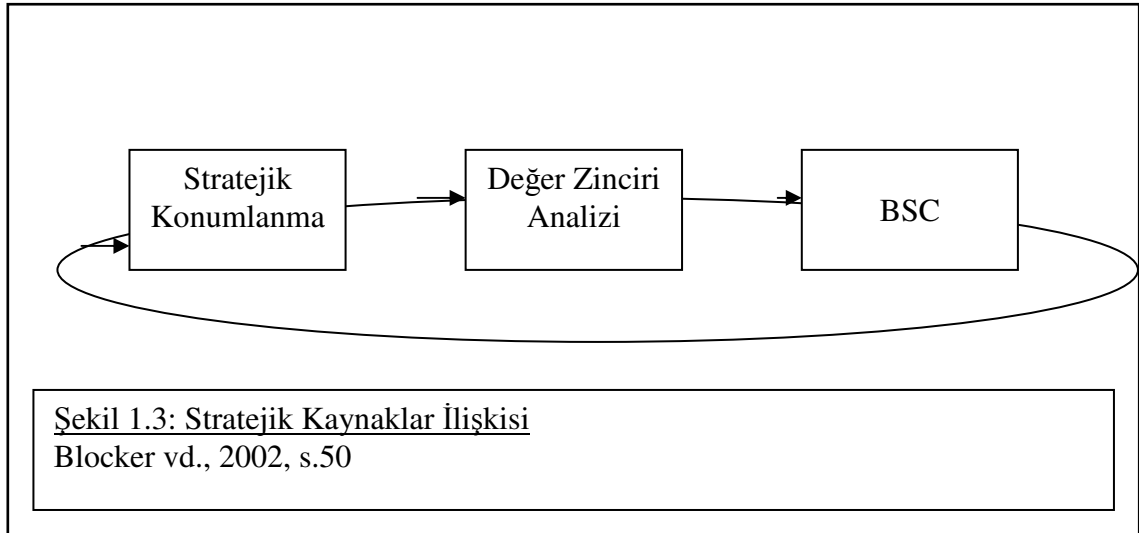 Stratejik
Konumlanma
Değer Zinciri
Analizi
BSC
Şekil 1.3: Stratejik Kaynaklar İlişkisi
Blocker vd., 2002, s.50